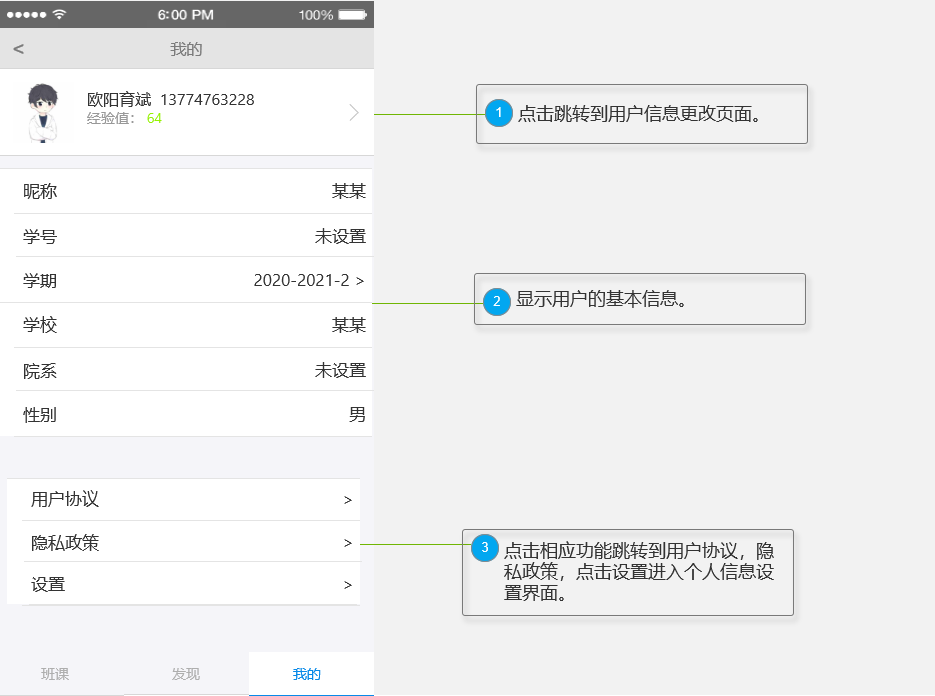 6:00 PM
100%
<
我的
欧阳育斌 13774763228
经验值： 64
昵称 某某
学号 未设置
学期 2020-2021-2 >
学校 某某
院系 未设置
性别 男
用户协议 >
隐私政策 >
设置 >
班课 发现 我的
1 点击跳转到用户信息更改页面。
2 显示用户的基本信息。
3 点击相应功能跳转到用户协议，隐
私政策，点击设置进入个人信息设
置界面。